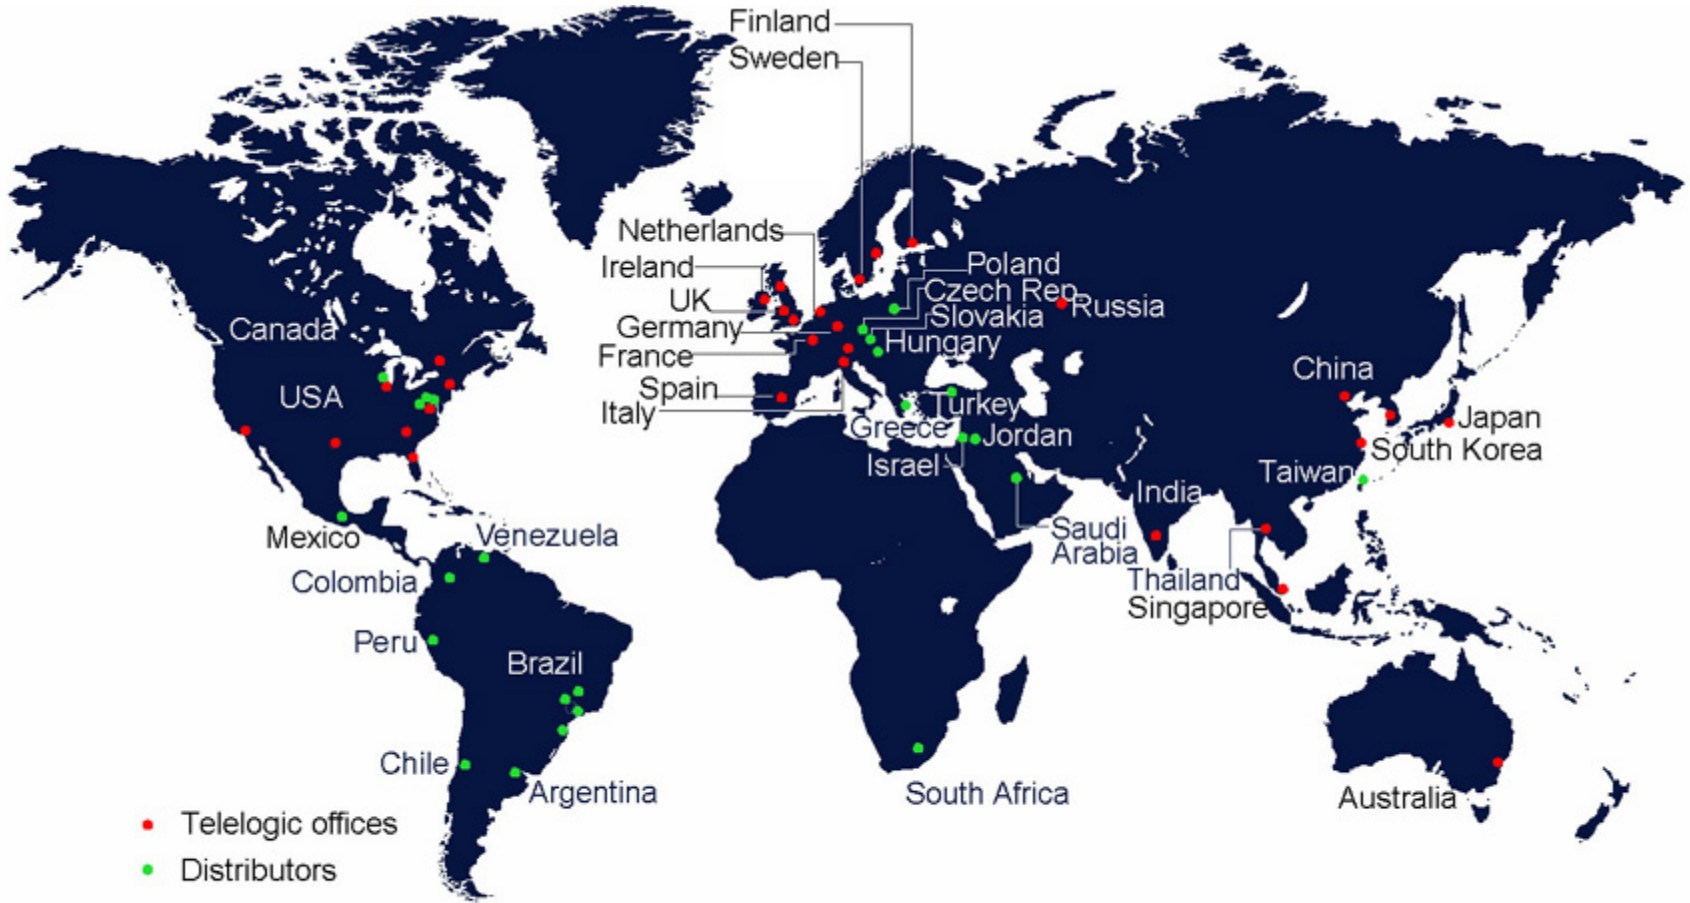 Finland
Sweden
Netherlands
Ireland
UK
Germany
France
Spain
Italy
Poland
Czech Rep
Slovakia
Hungary
Russia
Canada
USA
Turkey
Greece
Jordan
Israel
China
Japan
South Korea
Taiwan
India
Saudi
Arabia
Thailand
Singapore
Mexico
Venezuela
Colombia
Peru
Brazil
Chile
Argentina
South Africa
Australia
Telelogic offices
Distributors